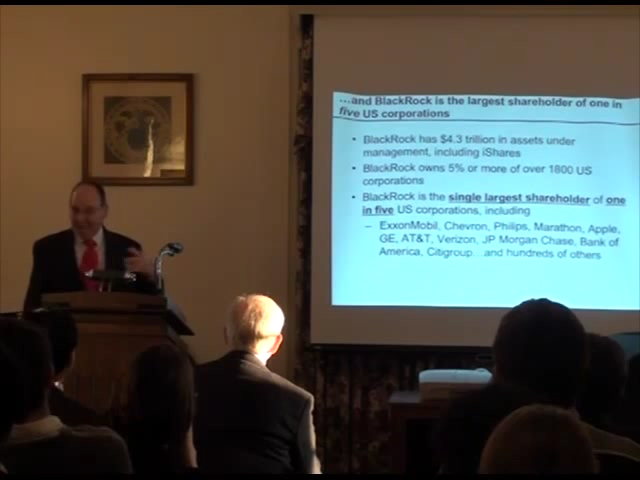 …and BlackRock is the largest shareholder of one in
five US corporations
• BlackRock has $4.3 trillion in assets under
management, including iShares
• BlackRock owns 5% or more of over 1800 US
corporations
• BlackRock is the single largest shareholder of one
in five US corporations, including
– ExxonMobil, Chevron, Philips, Marathon, Apple,
GE, AT&T, Verizon, JP Morgan Chase, Bank of
America, Citigroup…and hundreds of others